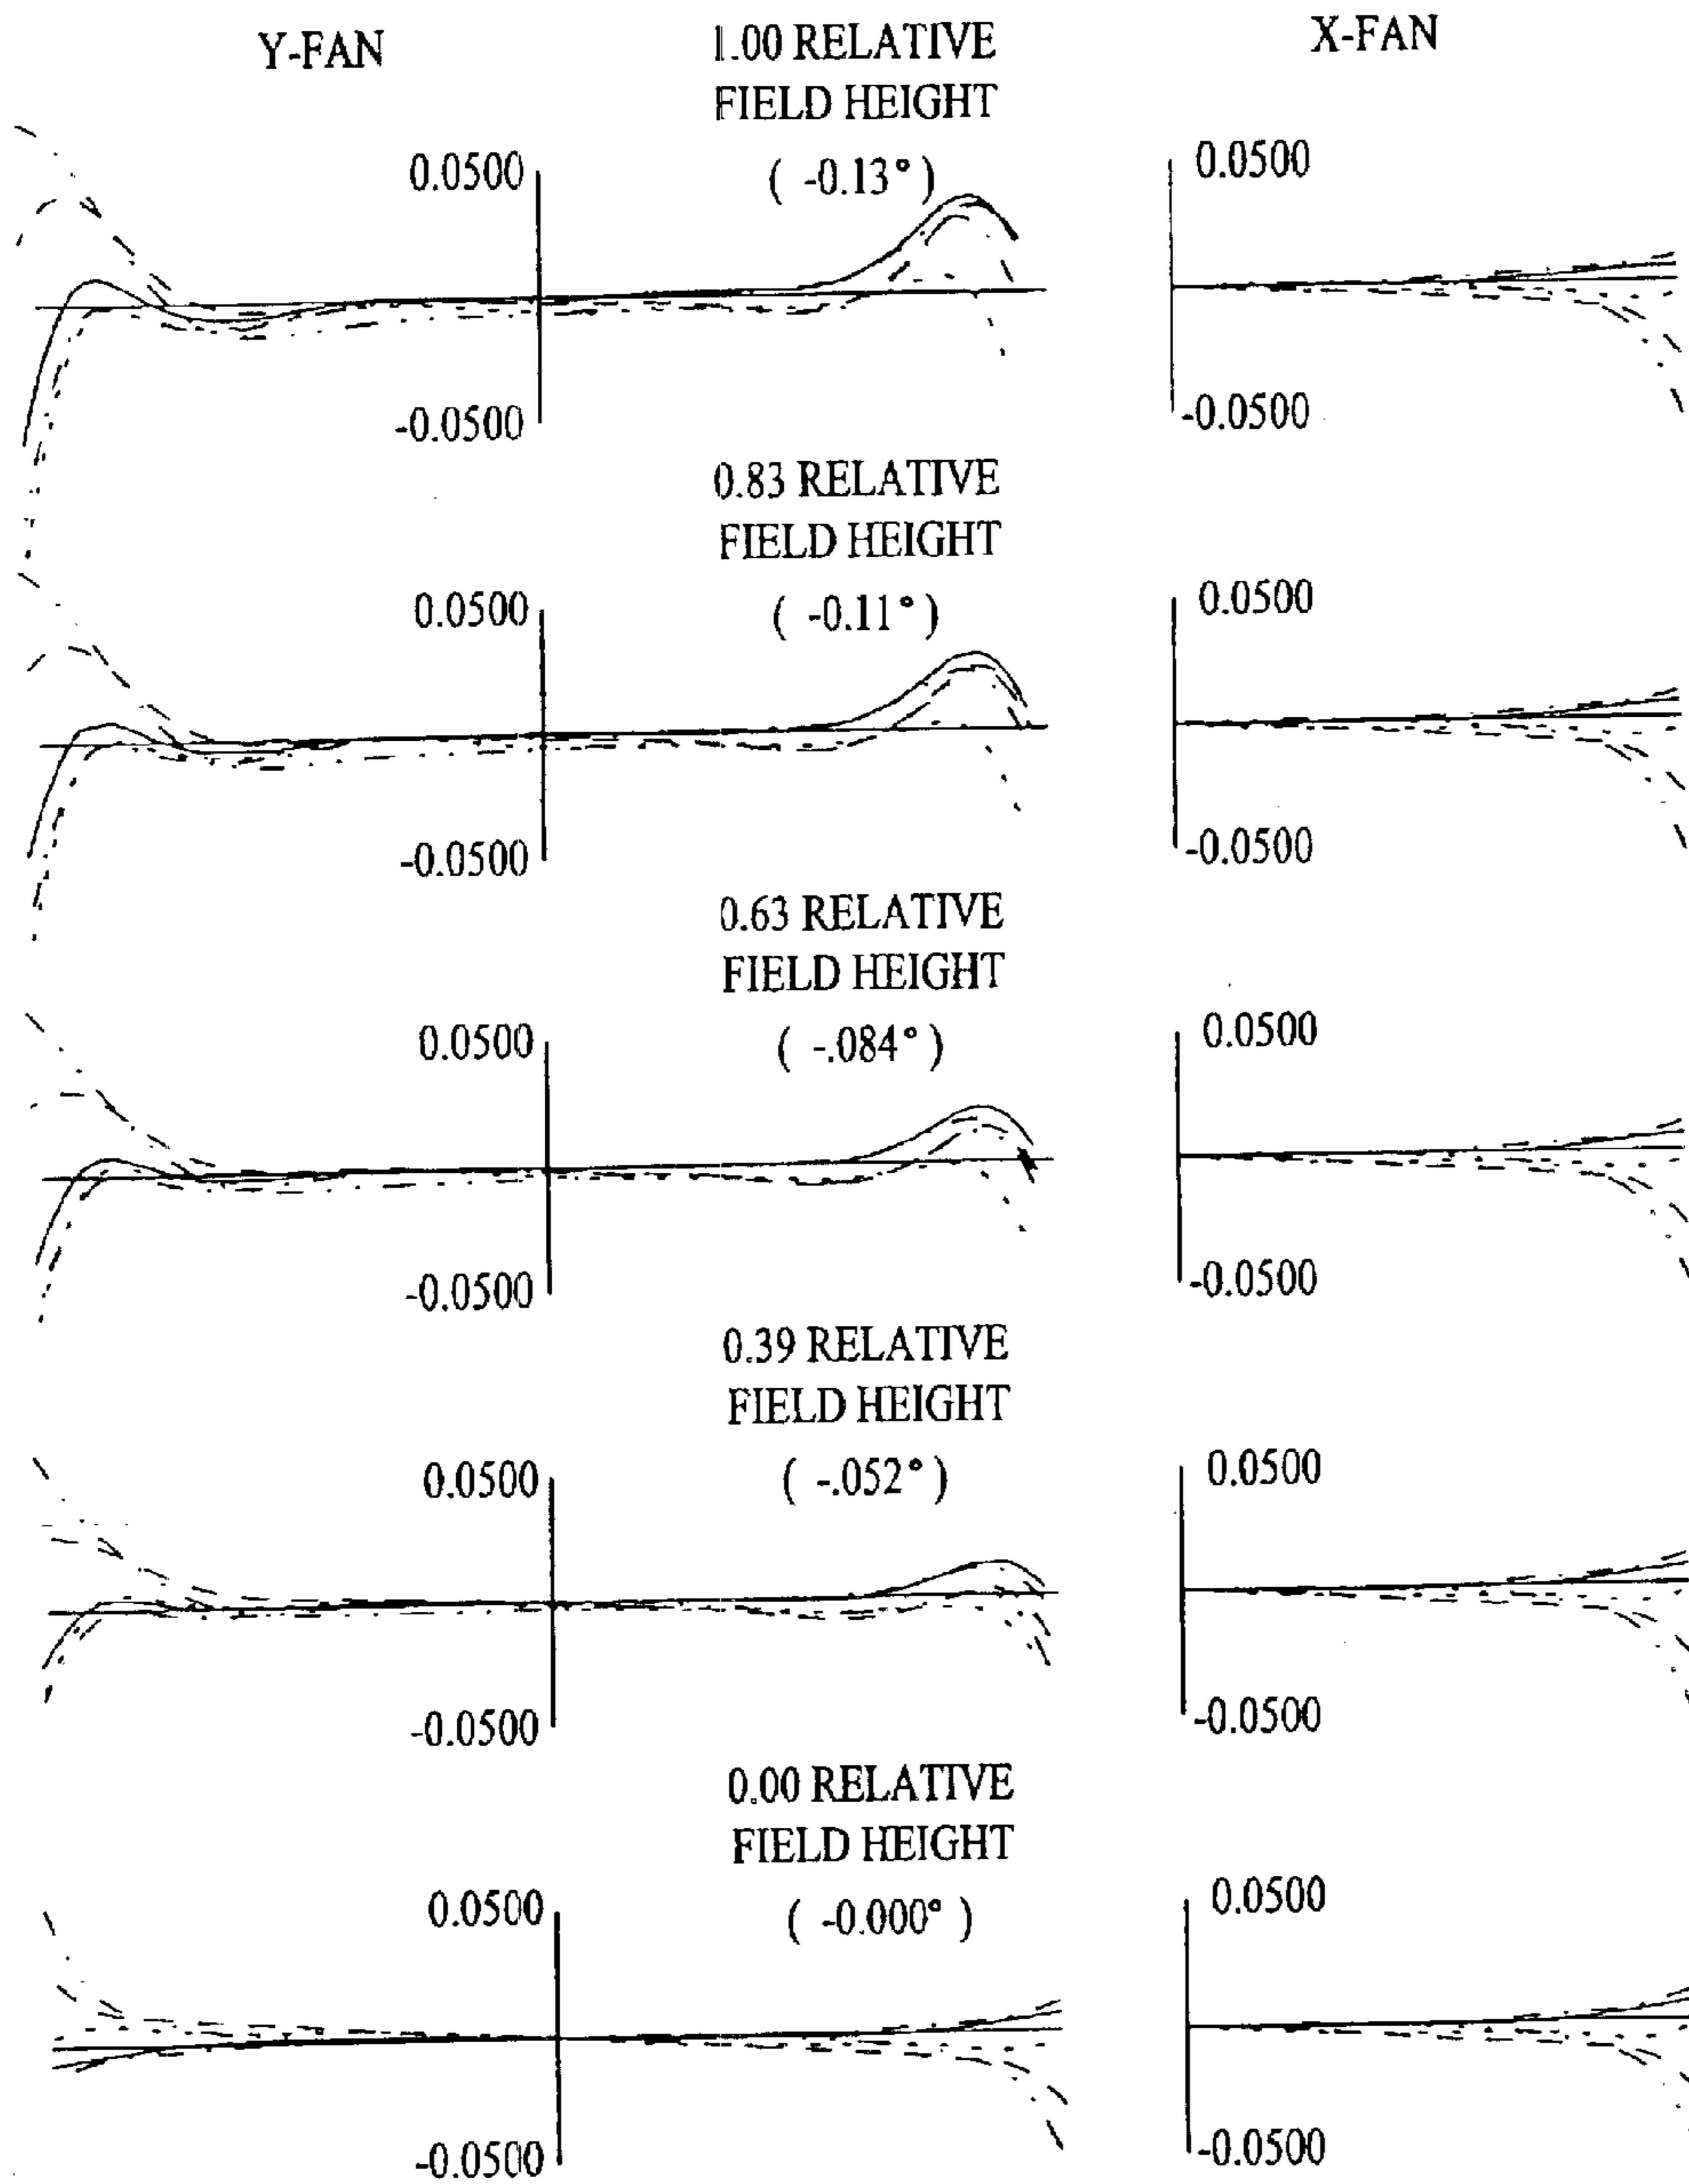 Y-FAN
1.00 RELATIVE
FIELD HEIGHT
( -0.13° )
X-FAN
0.0500
-0.0500
0.0500
-0.0500
0.83 RELATIVE
FIELD HEIGHT
( -0.11° )
0.0500
-0.0500
0.0500
-0.0500
0.63 RELATIVE
FIELD HEIGHT
( -.084° )
0.0500
-0.0500
0.0500
-0.0500
0.39 RELATIVE
FIELD HEIGHT
( -.052° )
0.0500
-0.0500
0.0500
-0.0500
0.00 RELATIVE
FIELD HEIGHT
( -0.000° )
0.0500
-0.0500
0.0500
-0.0500